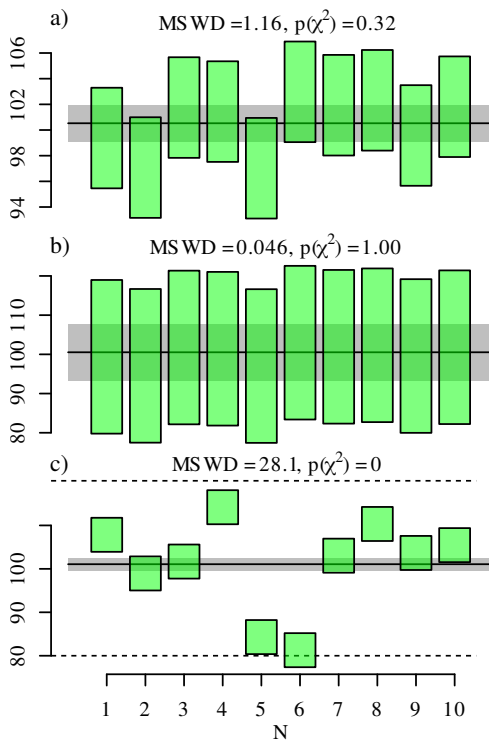 a) MSWD=1.16, p(χ²)=0.32
106
102
98
94
b) MSWD=0.046, p(χ²)=1.00
110
100
90
80
c) MSWD=28.1, p(χ²)=0
100
90
80
1 2 3 4 5 6 7 8 9 10
N